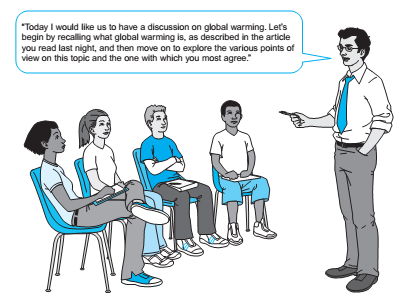 "Today I would like us to have a discussion on global warming. Let's
begin by recalling what global warming is, as described in the article
you read last night, and then move on to explore the various points of
view on this topic and the one with which you most agree."